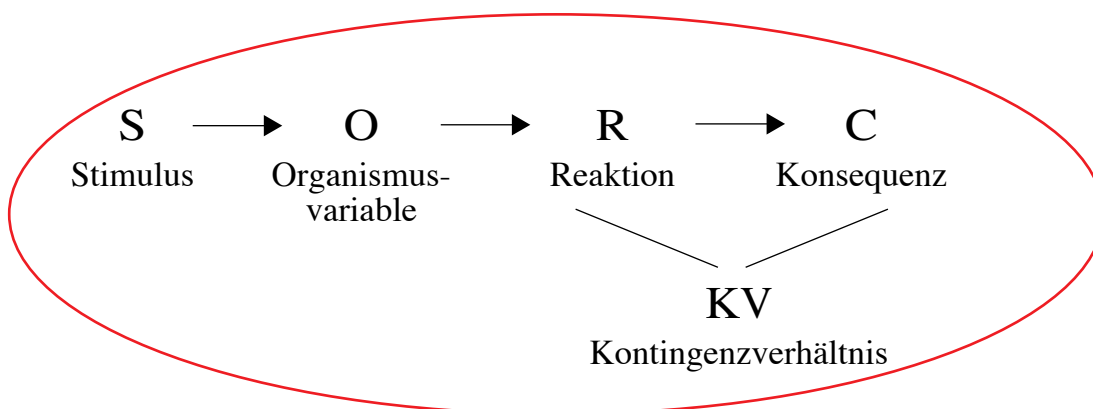 S O R C
Stimulus Organismus- Reaktion Konsequenz
variable
KV
Kontingenzverhältnis